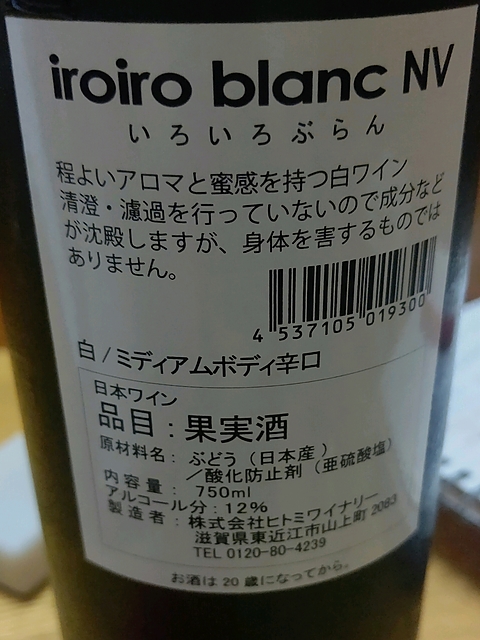 iroiro blanc NV
いろいろぶらん
程よいアロマと蜜感を持つ白ワイン
清澄・濾過を行っていないので成分など
が沈殿しますが、身体を害するものでは
ありません。
4 537105 019300
白/ミディアムボディ辛口
日本ワイン
品目：果実酒
原材料名：ぶどう（日本産）
／酸化防止剤（亜硫酸塩）
内容量：750ml
アルコール分：12%
製造者：株式会社ヒトミワイナリー
滋賀県東近江市山上町 2083
TEL 0120-80-4239
お酒は 20 歳になってから。